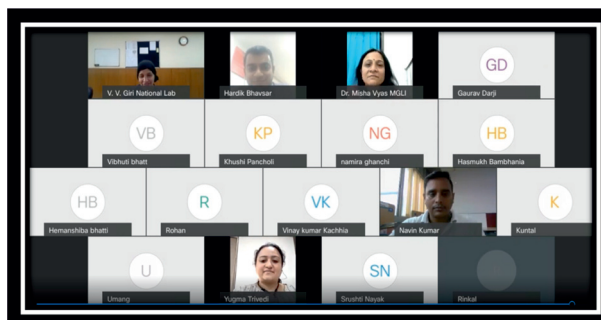 GD
V. V. Giri National Lab
Hardik Bhavsar
Dr. Misha Vyas MGLI
Gaurav Darji
VB
KP
NG
HB
Vibhuti bhatt
Khushi Pancholi
namira ghanchi
Hasmukh Bambhania
HB
R
VK
K
Hemanshiba bhatti
Rohan
Vinay kumar Kachhia
Navin Kumar
Kuntal
U
SN
Umang
Yugma Trivedi
Srushti Nayak
Rinkal